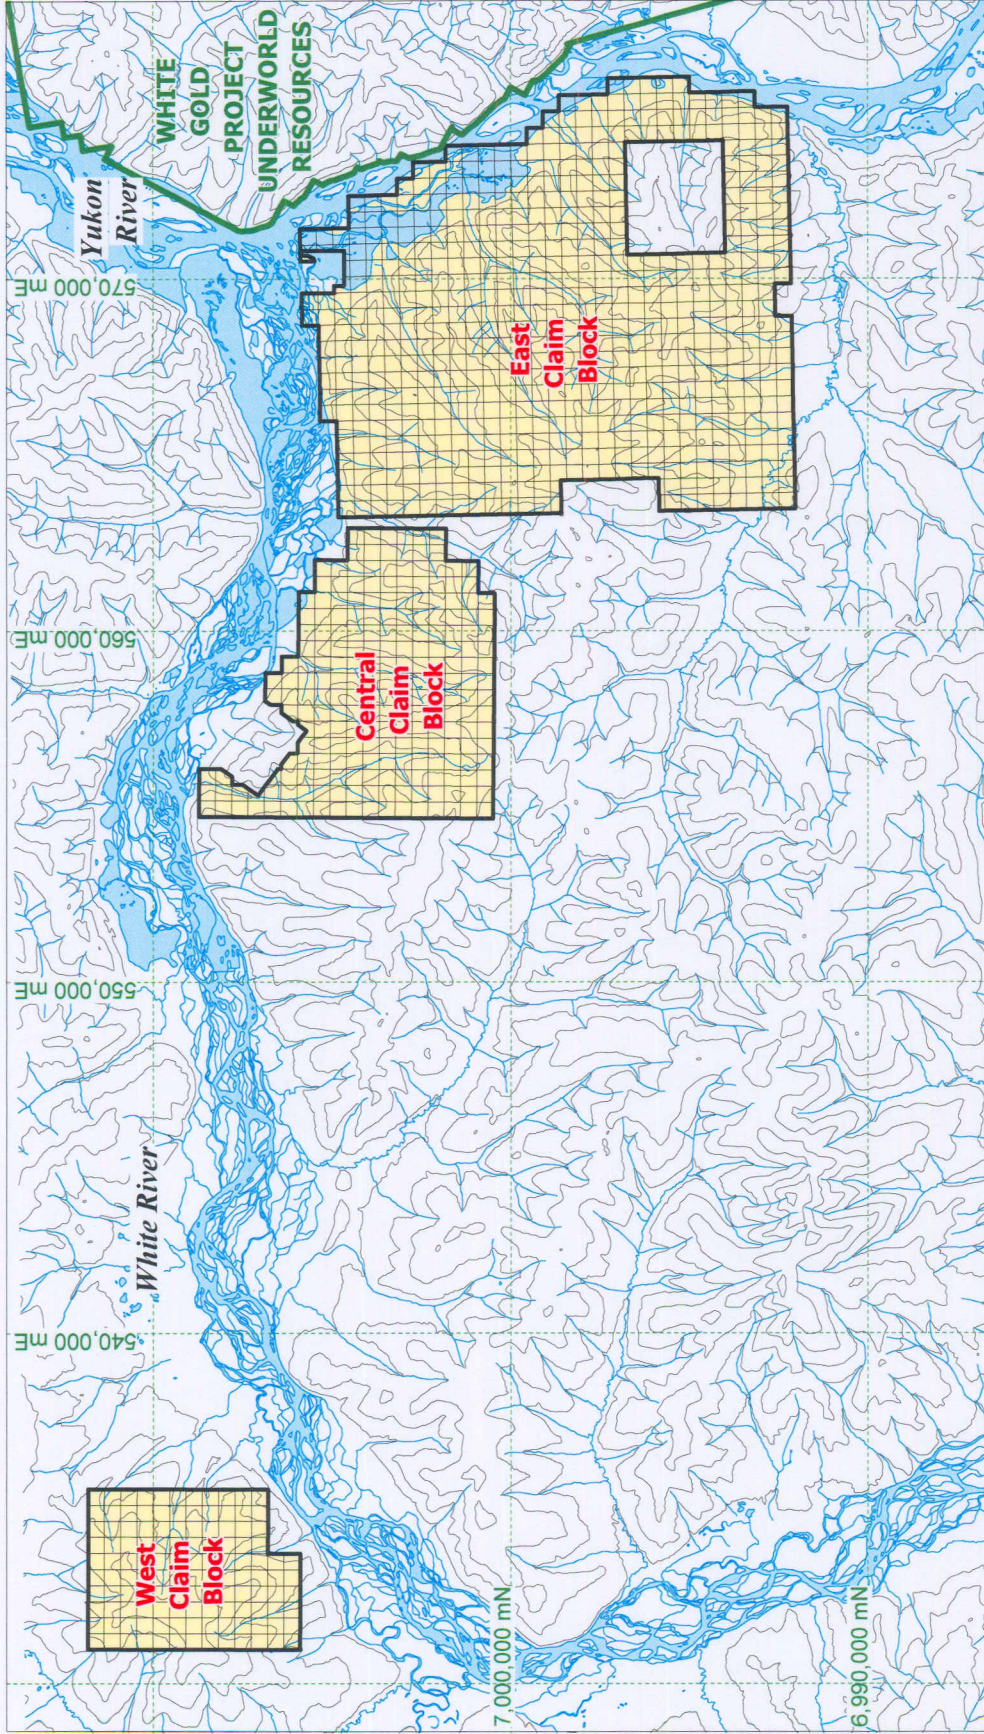 WHITE
GOLD
PROJECT
UNDERWORLD
RESOURCES
Yukon
River
570,000 mE
East
Claim
Block
560,000 mE
Central
Claim
Block
550,000 mE
White River
540,000 mE
West
Claim
Block
7,000,000 mN
6,990,000 mN